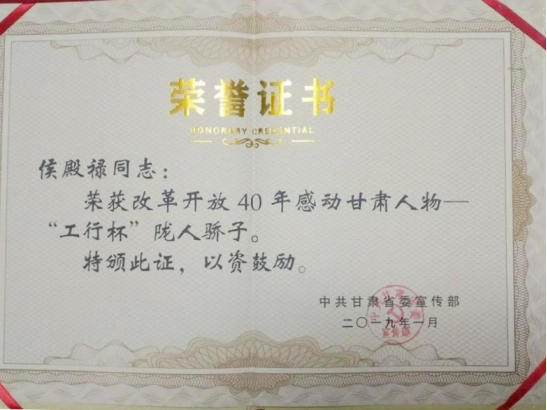 荣誉证书
HONORARY CREDENTIAL
侯殿禄同志：
荣获改革开放40年感动甘肃人物—
“工行杯”陇人骄子。
特颁此证，以资鼓励。
中共甘肃省委宣传部
二〇一九年一月